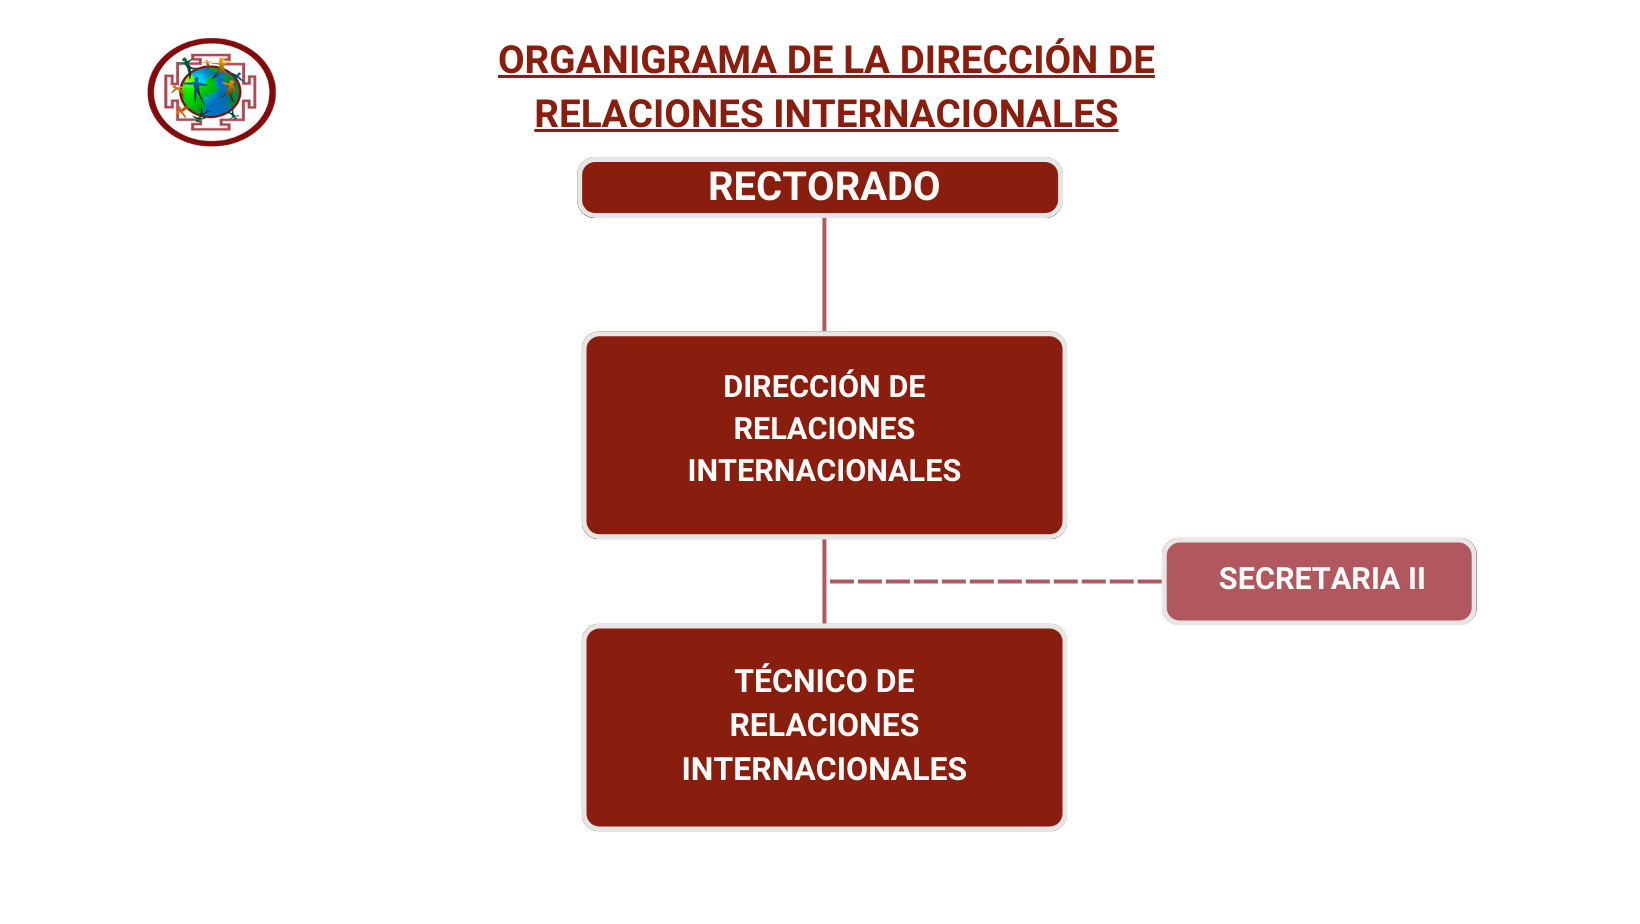 ORGANIGRAMA DE LA DIRECCIÓN DE
RELACIONES INTERNACIONALES
RECTORADO
DIRECCIÓN DE
RELACIONES
INTERNACIONALES
SECRETARIA II
TÉCNICO DE
RELACIONES
INTERNACIONALES